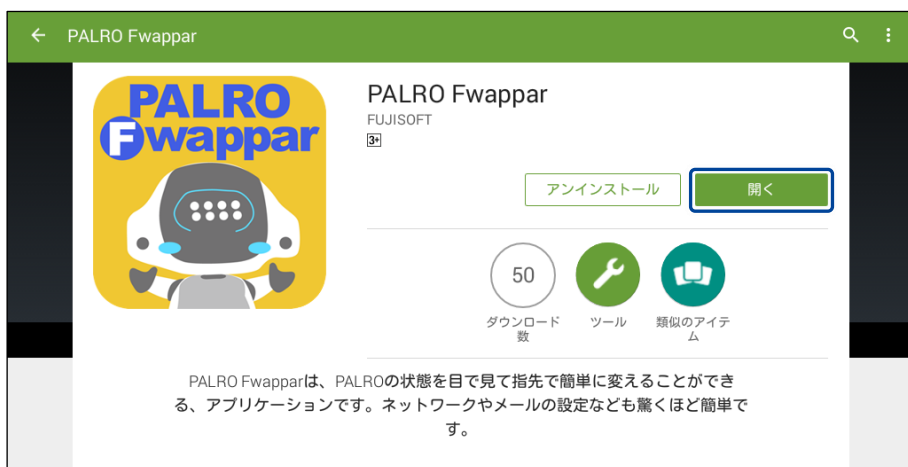 PALRO Fwappar
PALRO
Fwappar
PALRO Fwappar
FUJISOFT
3+
アンインストール
開く
50
ダウンロード
数
ツール
類似のアイテ
ム
PALRO Fwapparは、PALROの状態を目で見て指先で簡単に変えることができ
る、アプリケーションです。ネットワークやメールの設定なども驚くほど簡単で
す。